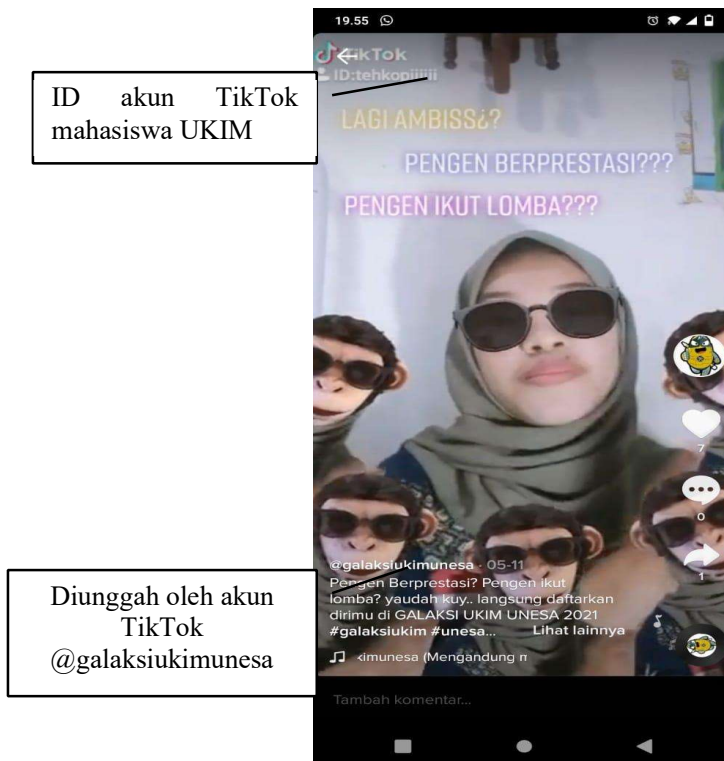 19.55
TikTok
ID:tehkopiiiiii
ID akun TikTok
mahasiswa UKIM
LAGI AMBISS¿?
PENGEN BERPRESTASI???
PENGEN IKUT LOMBA???
7
0
1
@galaksiukimunesa · 05-11
Pengen Berprestasi? Pengen ikut
lomba? yaudah kuy.. langsung daftarkan
dirimu di GALAKSI UKIM UNESA 2021
#galaksiukim #unesa... Lihat lainnya
Diunggah oleh akun
TikTok
@galaksiukimunesa
kimunesa (Mengandung m
Tambah komentar...